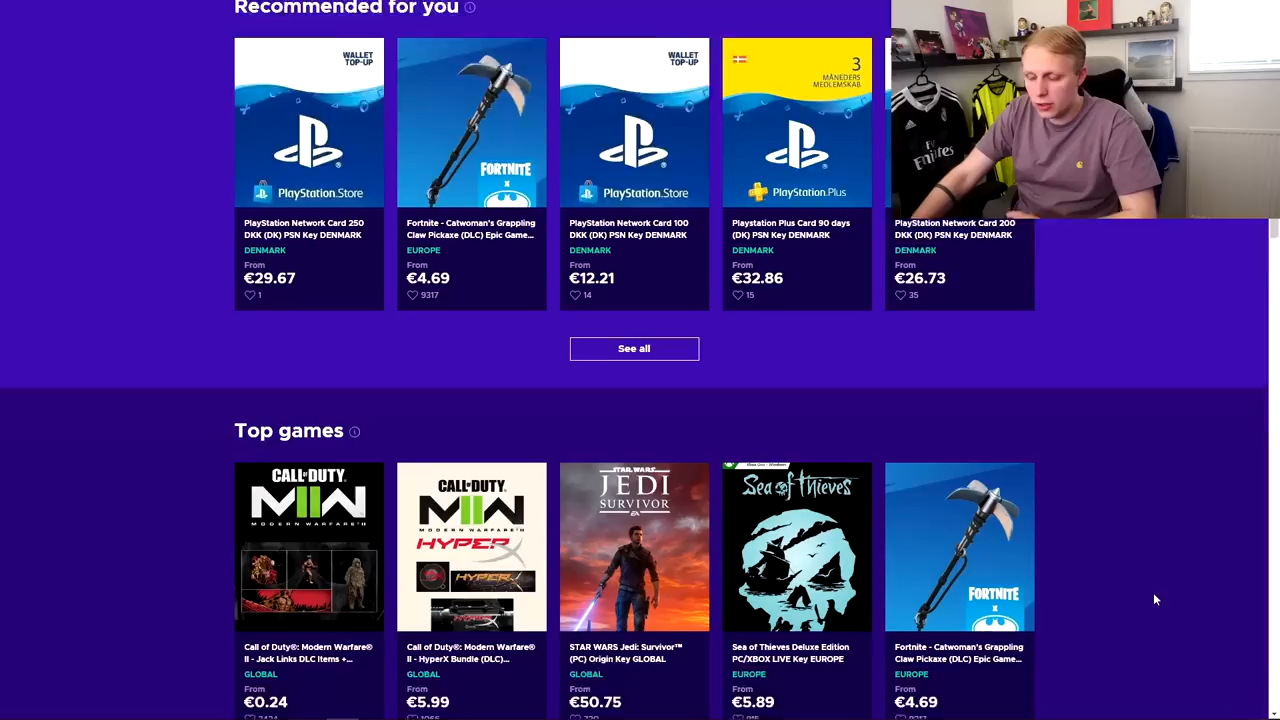 Recommended for you
WALLET
TOP-UP
PlayStation.Store
PlayStation Network Card 250
DKK (DK) PSN Key DENMARK
DENMARK
From
€29.67
1
FORTNITE
X
Fortnite - Catwoman's Grappling
Claw Pickaxe (DLC) Epic Game...
EUROPE
From
€4.69
9317
WALLET
TOP-UP
PlayStation.Store
PlayStation Network Card 100
DKK (DK) PSN Key DENMARK
DENMARK
From
€12.21
14
3
MÅNEDERS
MEDLEMSKAB
PlayStation.Plus
Playstation Plus Card 90 days
(DK) PSN Key DENMARK
DENMARK
From
€32.86
15
Fly
Emirates
PlayStation Network Card 200
DKK (DK) PSN Key DENMARK
DENMARK
From
€26.73
35
See all
Top games
CALL OF DUTY
MWII
MODERN WARFARE II
Call of Duty®: Modern Warfare®
II - Jack Links DLC Items +...
GLOBAL
From
€0.24
CALL OF DUTY
MWII
MODERN WARFARE II
HYPERX
HYPERX
HYPERX
Call of Duty®: Modern Warfare®
II - HyperX Bundle (DLC)...
GLOBAL
From
€5.99
STAR WARS
JEDI
SURVIVOR
EA
STAR WARS Jedi: Survivor™
(PC) Origin Key GLOBAL
GLOBAL
From
€50.75
Sea of Thieves
Sea of Thieves Deluxe Edition
PC/XBOX LIVE Key EUROPE
EUROPE
From
€5.89
FORTNITE
X
Fortnite - Catwoman's Grappling
Claw Pickaxe (DLC) Epic Game...
EUROPE
From
€4.69